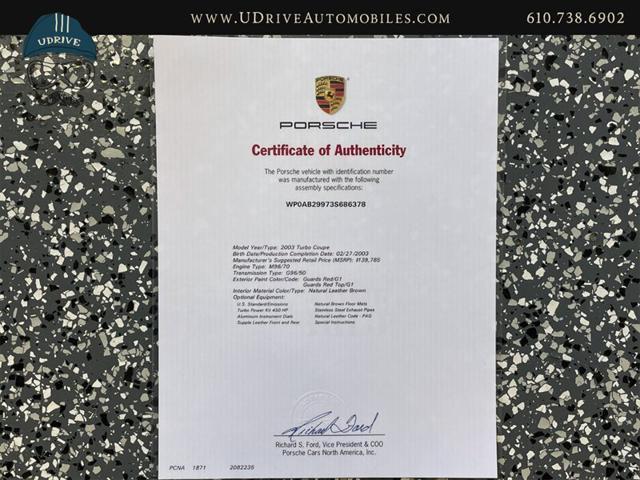 www.UDriveAutomobiles.com
610.738.6902
UDRIVE
PORSCHE
PORSCHE
Certificate of Authenticity
The Porsche vehicle with identification number
was manufactured with the following
assembly specifications:
WP0AB29973S686378
Model Year/Type: 2003 Turbo Coupe
Birth Date/Production Completion Date: 02/27/2003
Manufacturer's Suggested Retail Price (MSRP): $139,785
Engine Type: M96/70
Transmission Type: G96/50
Exterior Paint Color/Code: Guards Red/G1
Guards Red Top/G1
Interior Material Color/Type: Natural Leather Brown
Optional Equipment:
U.S. Standard/Emissions
Turbo Power Kit 450 HP
Aluminum Instrument Dials
Supple Leather Front and Rear
Natural Brown Floor Mats
Stainless Steel Exhaust Pipes
Natural Leather Code - PAG
Special Instructions
Richard Ford
Richard S. Ford, Vice President & COO
Porsche Cars North America, Inc.
PCNA 1871 2082235